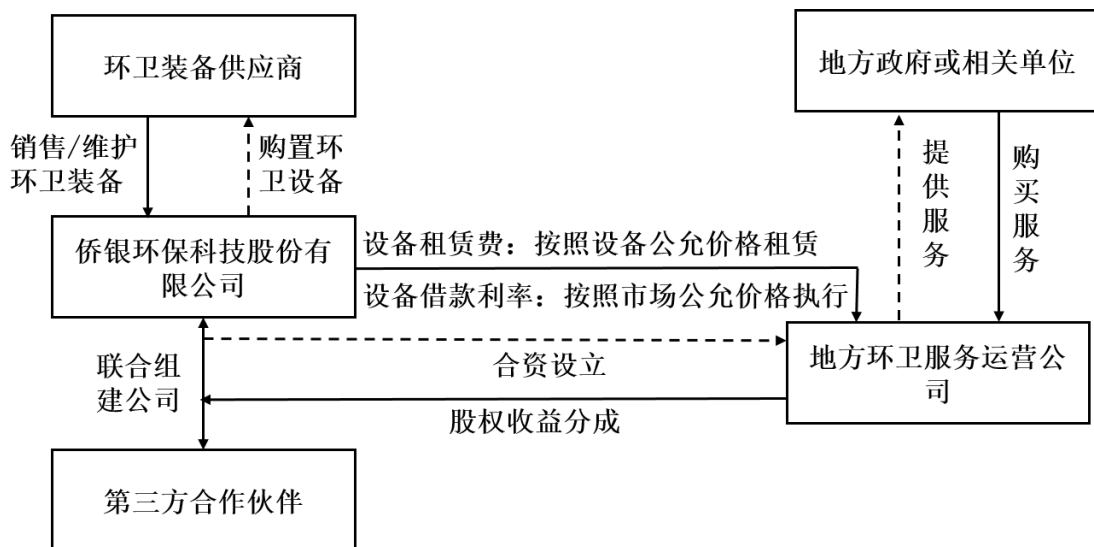 环卫装备供应商
地方政府或相关单位
销售/维护
环卫装备
购置环
卫设备
提供服务
购买服务
侨银环保科技股份有
限公司
设备租赁费：按照设备公允价格租赁
设备借款利率：按照市场公允价格执行
地方环卫服务运营公
司
联合组
建公司
合资设立
股权收益分成
第三方合作伙伴